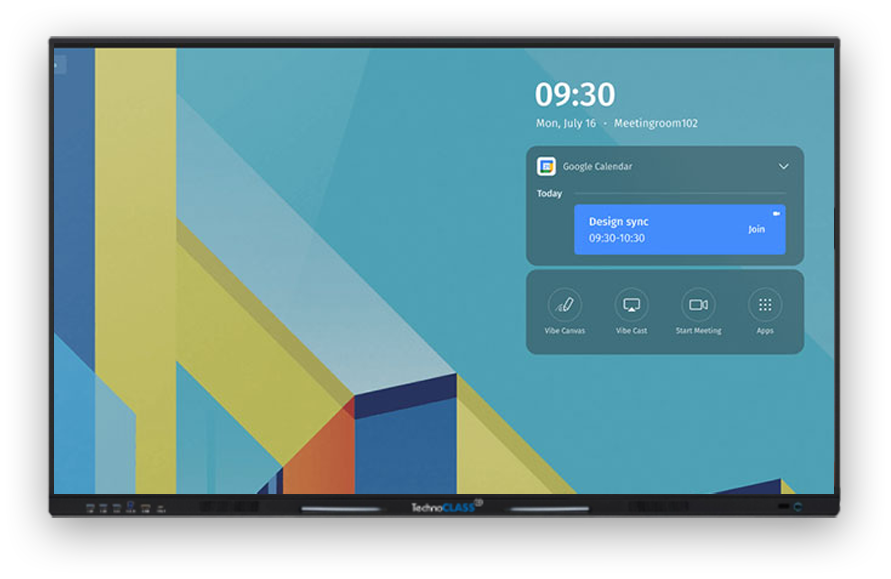 09:30
Mon, July 16 • Meetingroom102
Google Calendar
Today
Design sync
09:30-10:30
Join
Vibe Canvas
Vibe Cast
Start Meeting
Apps
TechnoCLASS